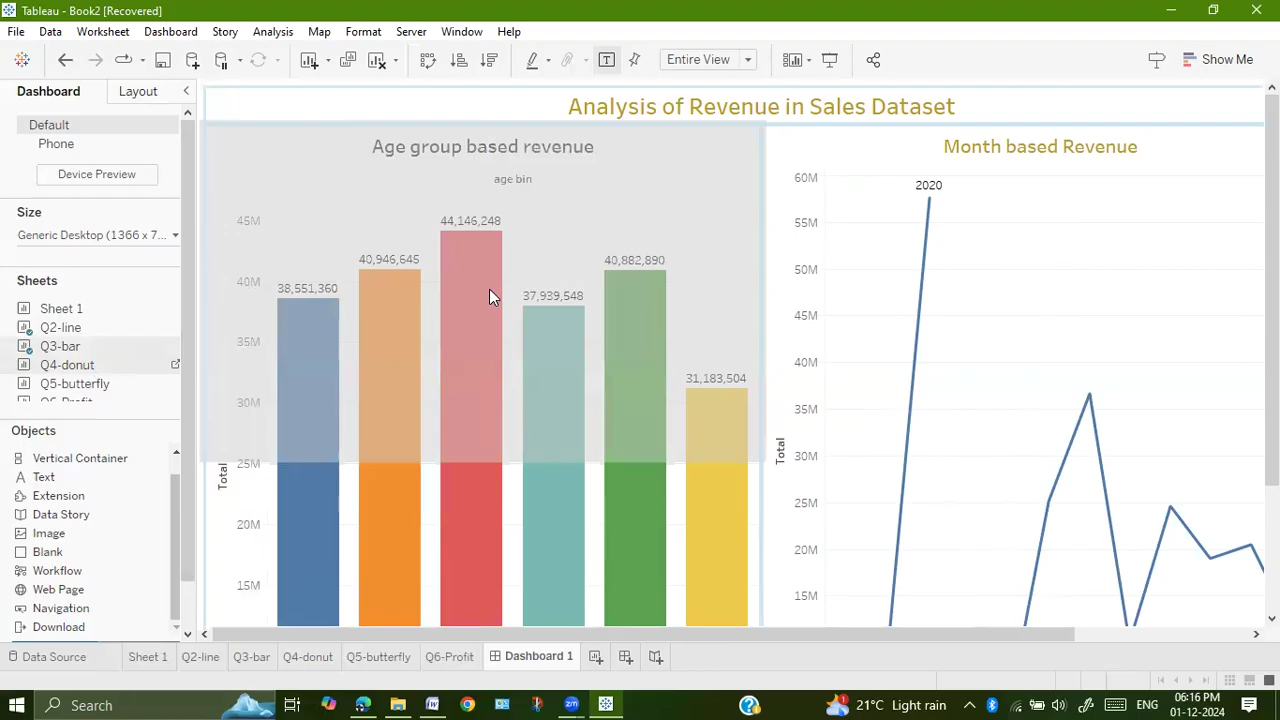 Tableau - Book2 [Recovered]
File Data Worksheet Dashboard Story Analysis Map Format Server Window Help
Entire View
Show Me
Dashboard Layout
Default
Phone
Device Preview
Size
Generic Desktop (1366 x 7...
Sheets
Sheet 1
Q2-line
Q3-bar
Q4-donut
Q5-butterfly
Q6-Profit
Objects
Vertical Container
Text
Extension
Data Story
Image
Blank
Workflow
Web Page
Navigation
Download
Analysis of Revenue in Sales Dataset
Age group based revenue
age bin
45M
40M
35M
30M
25M
20M
15M
Total
38,551,360
40,946,645
44,146,248
37,939,548
40,882,890
31,183,504
Month based Revenue
2020
60M
55M
50M
45M
40M
35M
30M
25M
20M
15M
Total
Data Source Sheet 1 Q2-line Q3-bar Q4-donut Q5-butterfly Q6-Profit Dashboard 1
Search
21°C Light rain
ENG
06:16 PM
01-12-2024